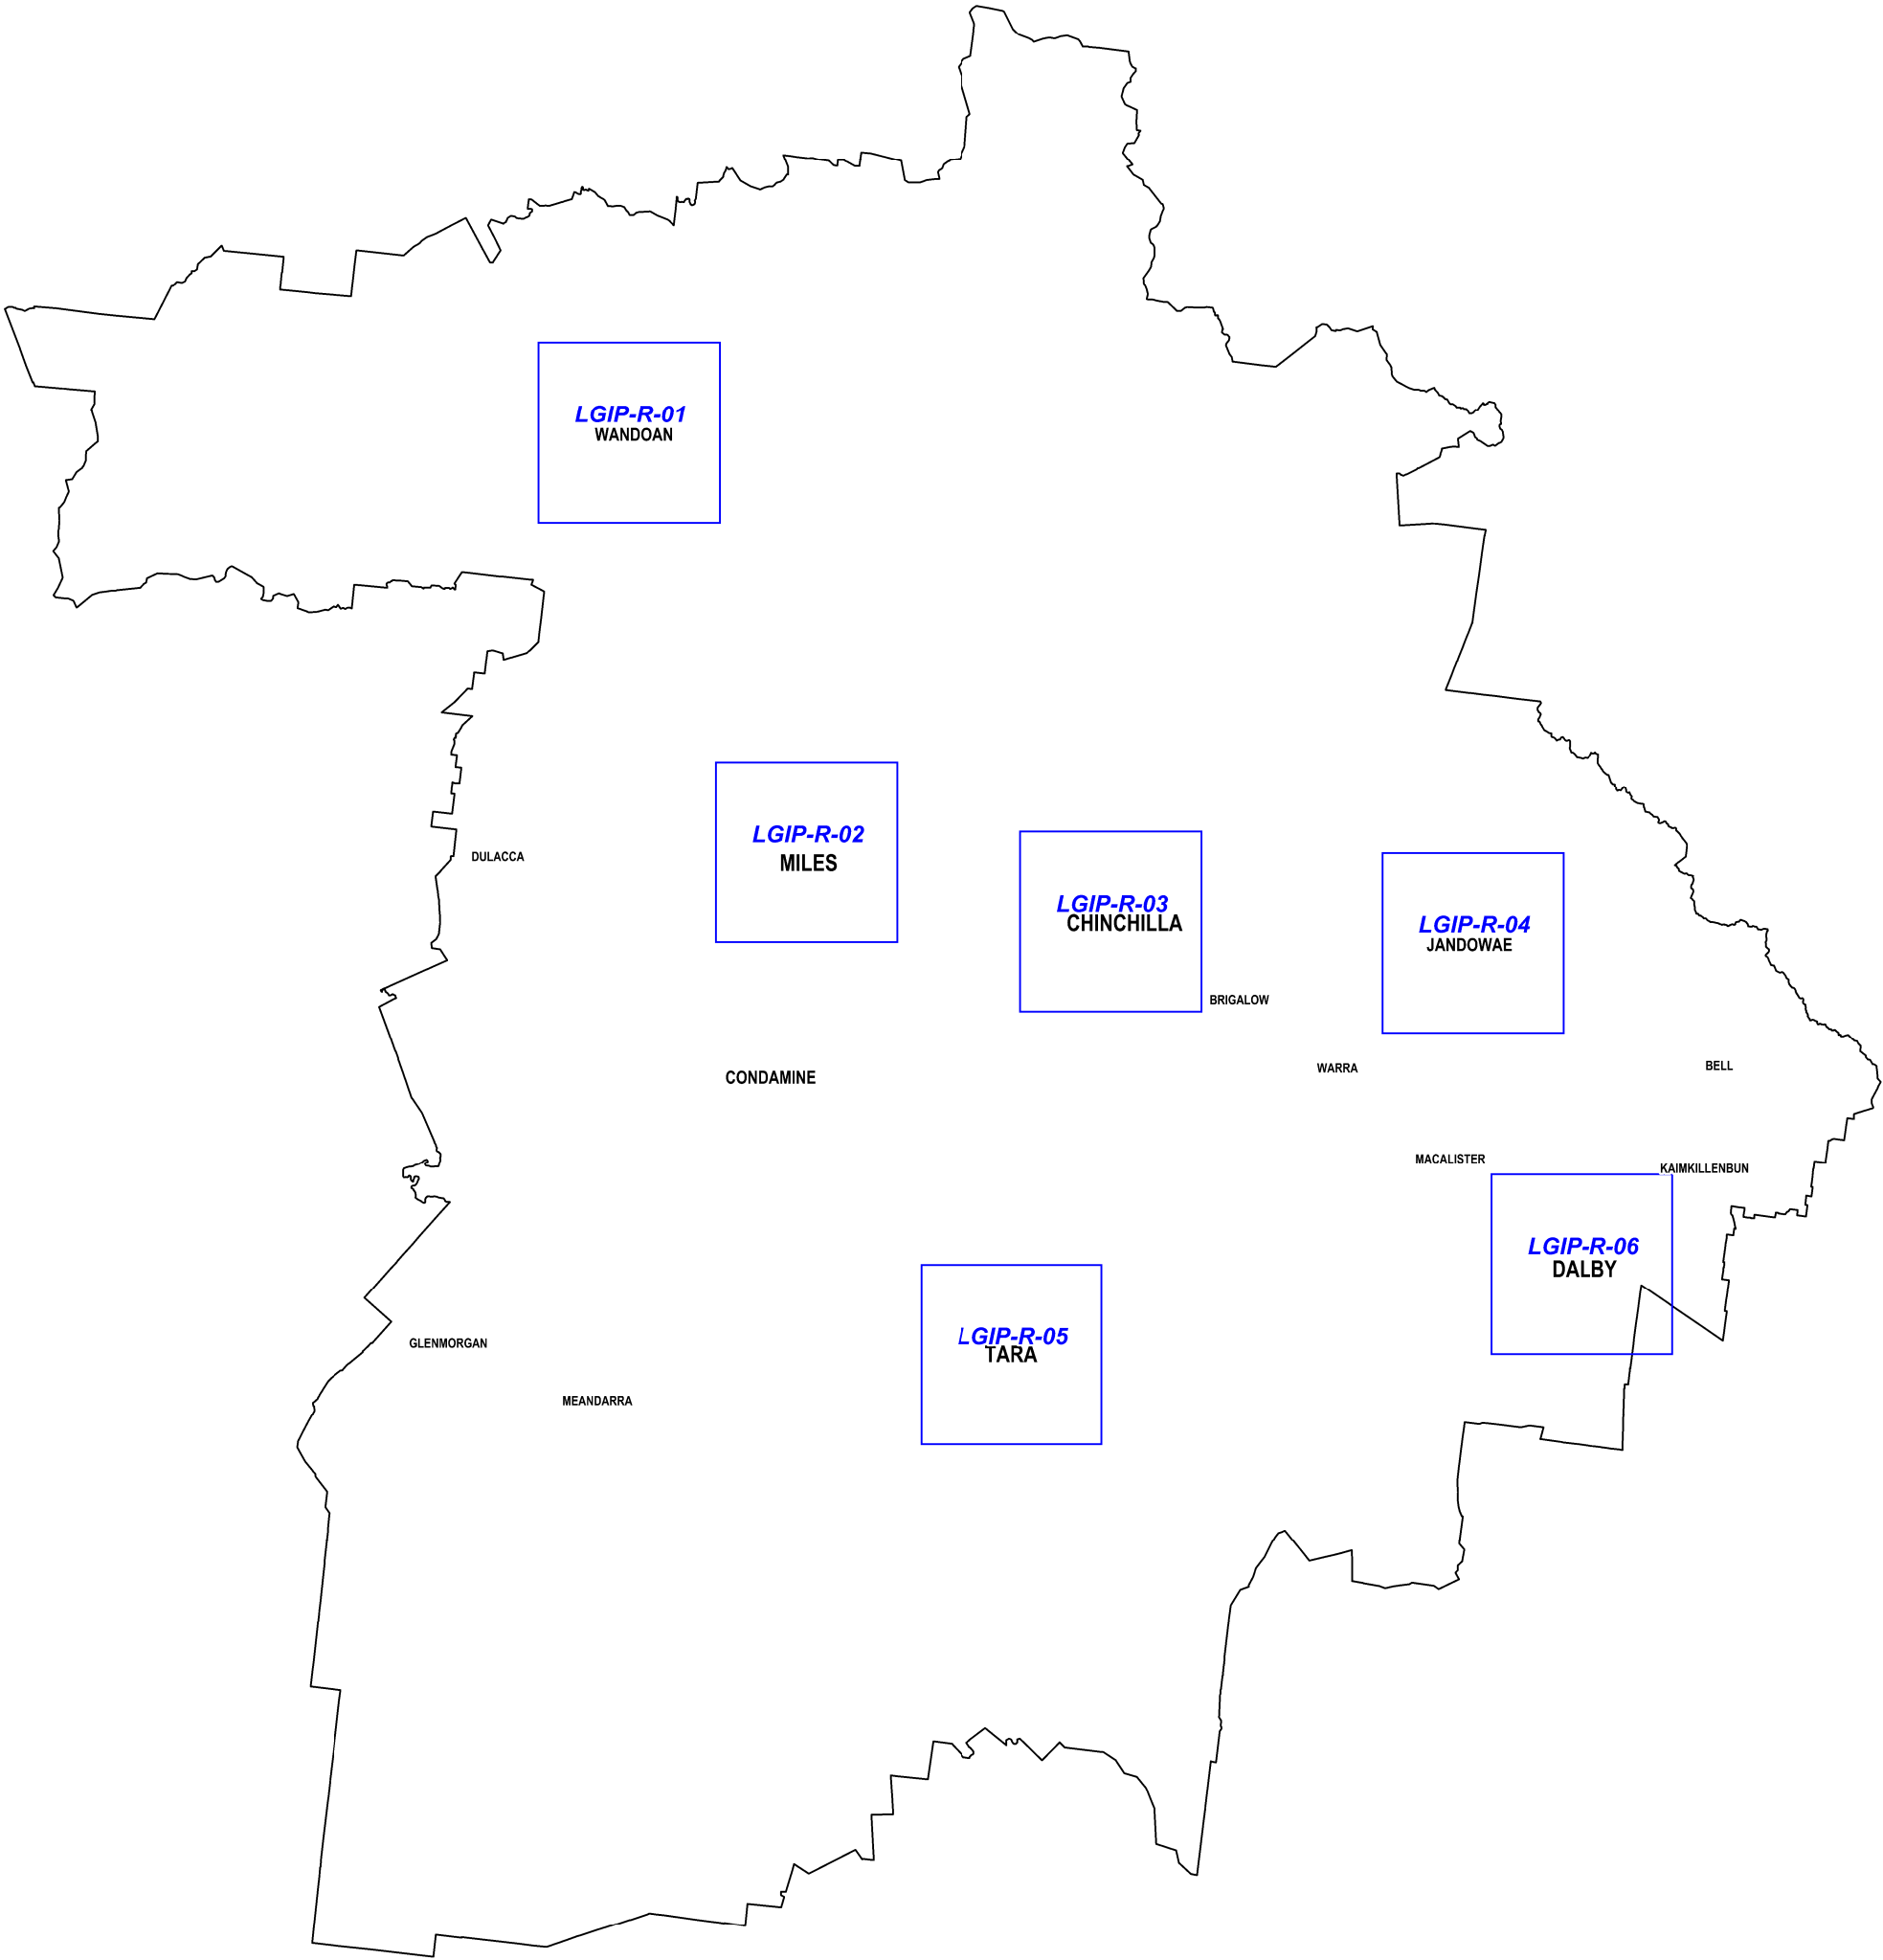 LGIP-R-01
WANDOAN
LGIP-R-02
MILES
DULACCA
LGIP-R-03
CHINCHILLA
LGIP-R-04
JANDOWAE
BRIGALOW
WARRA
BELL
CONDAMINE
MACALISTER
KAIMKILLENBUN
LGIP-R-06
DALBY
LGIP-R-05
TARA
GLENMORGAN
MEANDARRA